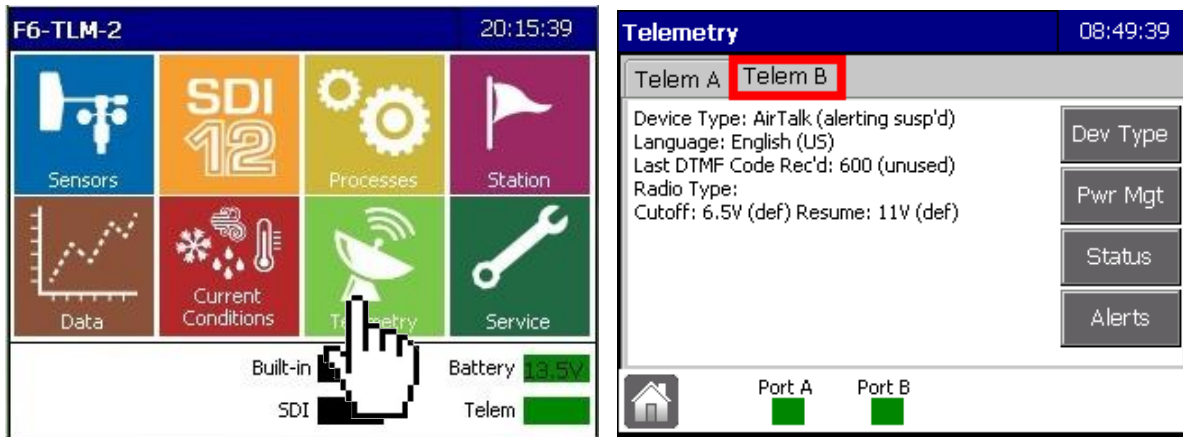 F6-TLM-2 20:15:39
Sensors
SDI
12
Processes
Station
Data
Current
Conditions
Telemetry
Service
Built-in
Battery 13.5V
SDI
Telem
Telemetry 08:49:39
Telem A Telem B
Device Type: AirTalk (alerting susp'd)
Language: English (US)
Last DTMF Code Rec'd: 600 (unused)
Radio Type:
Cutoff: 6.5V (def) Resume: 11V (def)
Dev Type
Pwr Mgt
Status
Alerts
Port A Port B